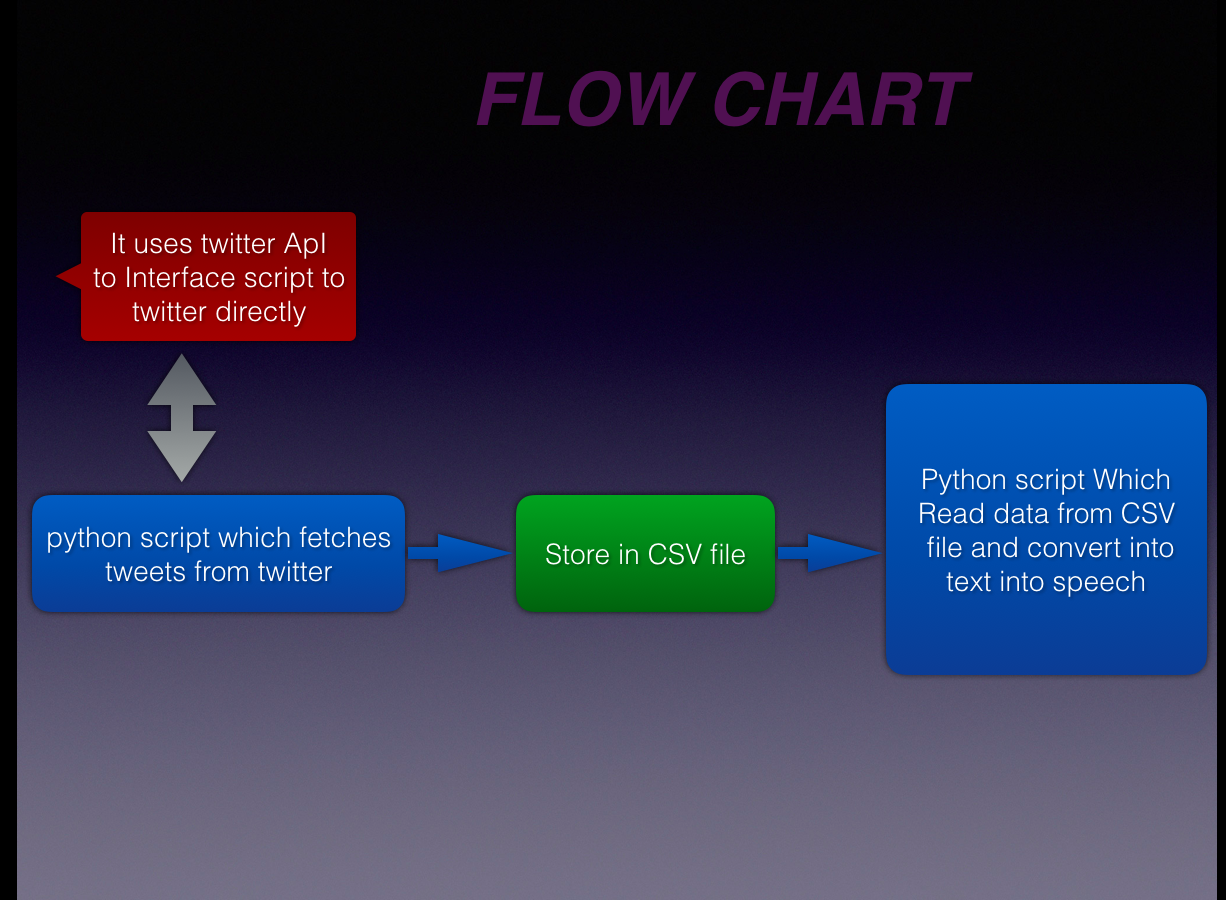 FLOW CHART
It uses twitter ApI
to Interface script to
twitter directly
python script which fetches
tweets from twitter
Store in CSV file
Python script Which
Read data from CSV
file and convert into
text into speech